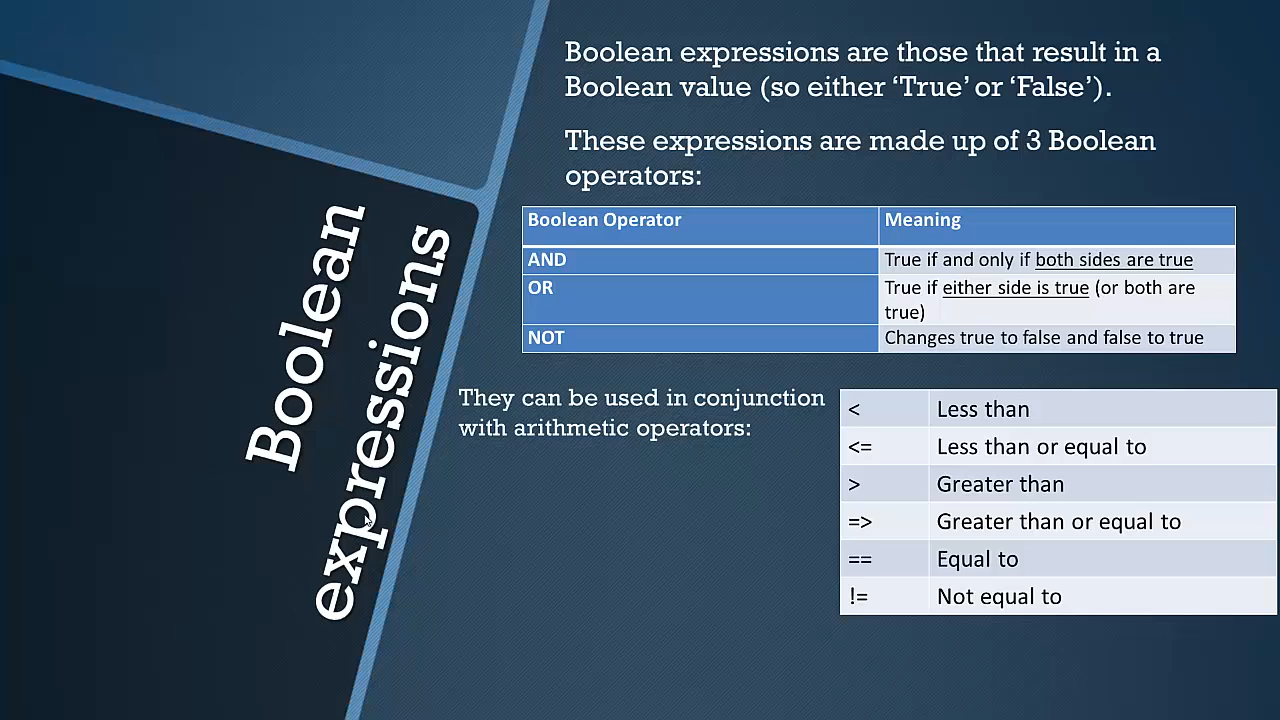 Boolean
expressions
Boolean expressions are those that result in a
Boolean value (so either ‘True’ or ‘False’).
These expressions are made up of 3 Boolean
operators:
Boolean Operator Meaning
AND True if and only if both sides are true
OR True if either side is true (or both are
true)
NOT Changes true to false and false to true
They can be used in conjunction
with arithmetic operators:
< Less than
<= Less than or equal to
> Greater than
=> Greater than or equal to
== Equal to
!= Not equal to